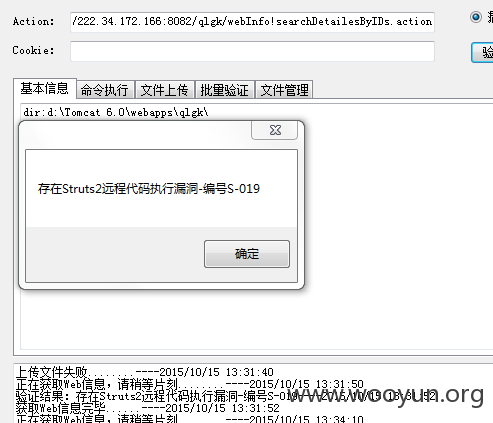 Action: /222.34.172.166:8082/qlgk/webInfo!searchDetailesByIDs.action
Cookie:
基本信息 命令执行 文件上传 批量验证 文件管理
dir:d:\Tomcat 6.0\webapps\qlgk\
存在Struts2远程代码执行漏洞-编号S-019
确定
上传文件失败........----2015/10/15 13:31:40
正在获取Web信息，请稍等片刻........----2015/10/15 13:31:50
验证结果：存在Struts2远程代码执行漏洞-编号S-019----2015/10/15 13:31:52
获取Web信息完毕......----2015/10/15 13:31:52
正在获取Web信息，请稍等片刻........----2015/10/15 13:34:10
www.wooyun.org